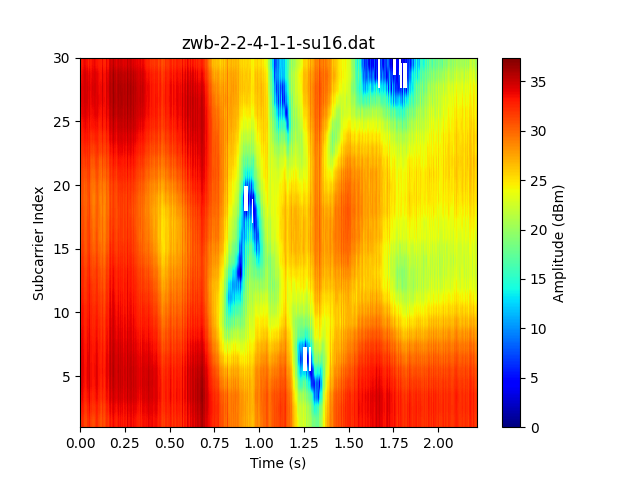 zwb-2-2-4-1-1-su16.dat
30
25
20
15
10
5
Subcarrier Index
0.00 0.25 0.50 0.75 1.00 1.25 1.50 1.75 2.00
Time (s)
35
30
25
20
15
10
5
0
Amplitude (dBm)